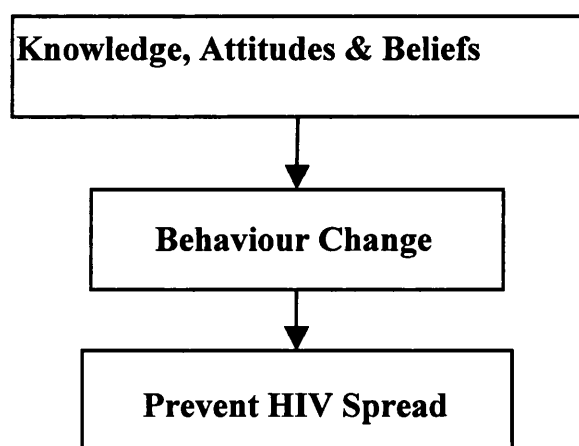 Knowledge, Attitudes & Beliefs
Behaviour Change
Prevent HIV Spread